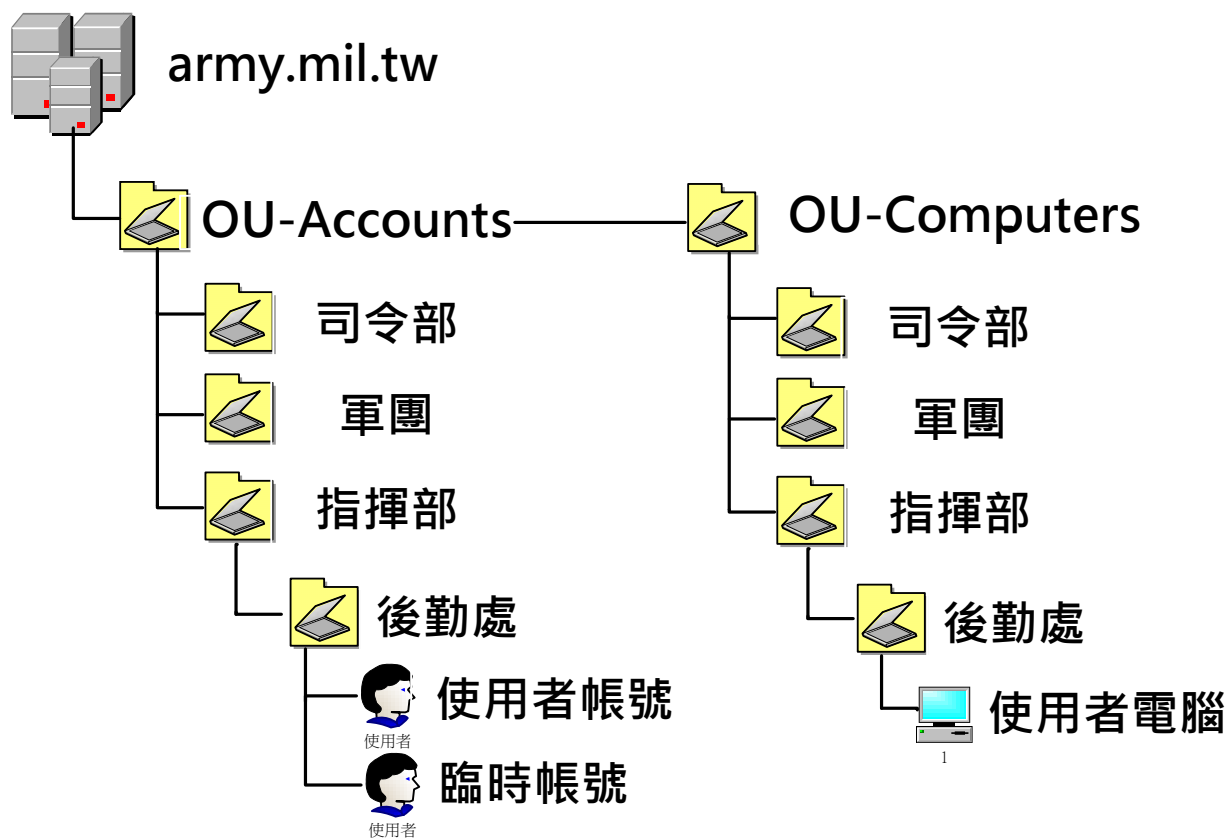 army.mil.tw
OU-Accounts
OU-Computers
司令部
司令部
軍團
軍團
指揮部
指揮部
後勤處
後勤處
使用者帳號
使用者
使用者電腦
1
臨時帳號
使用者